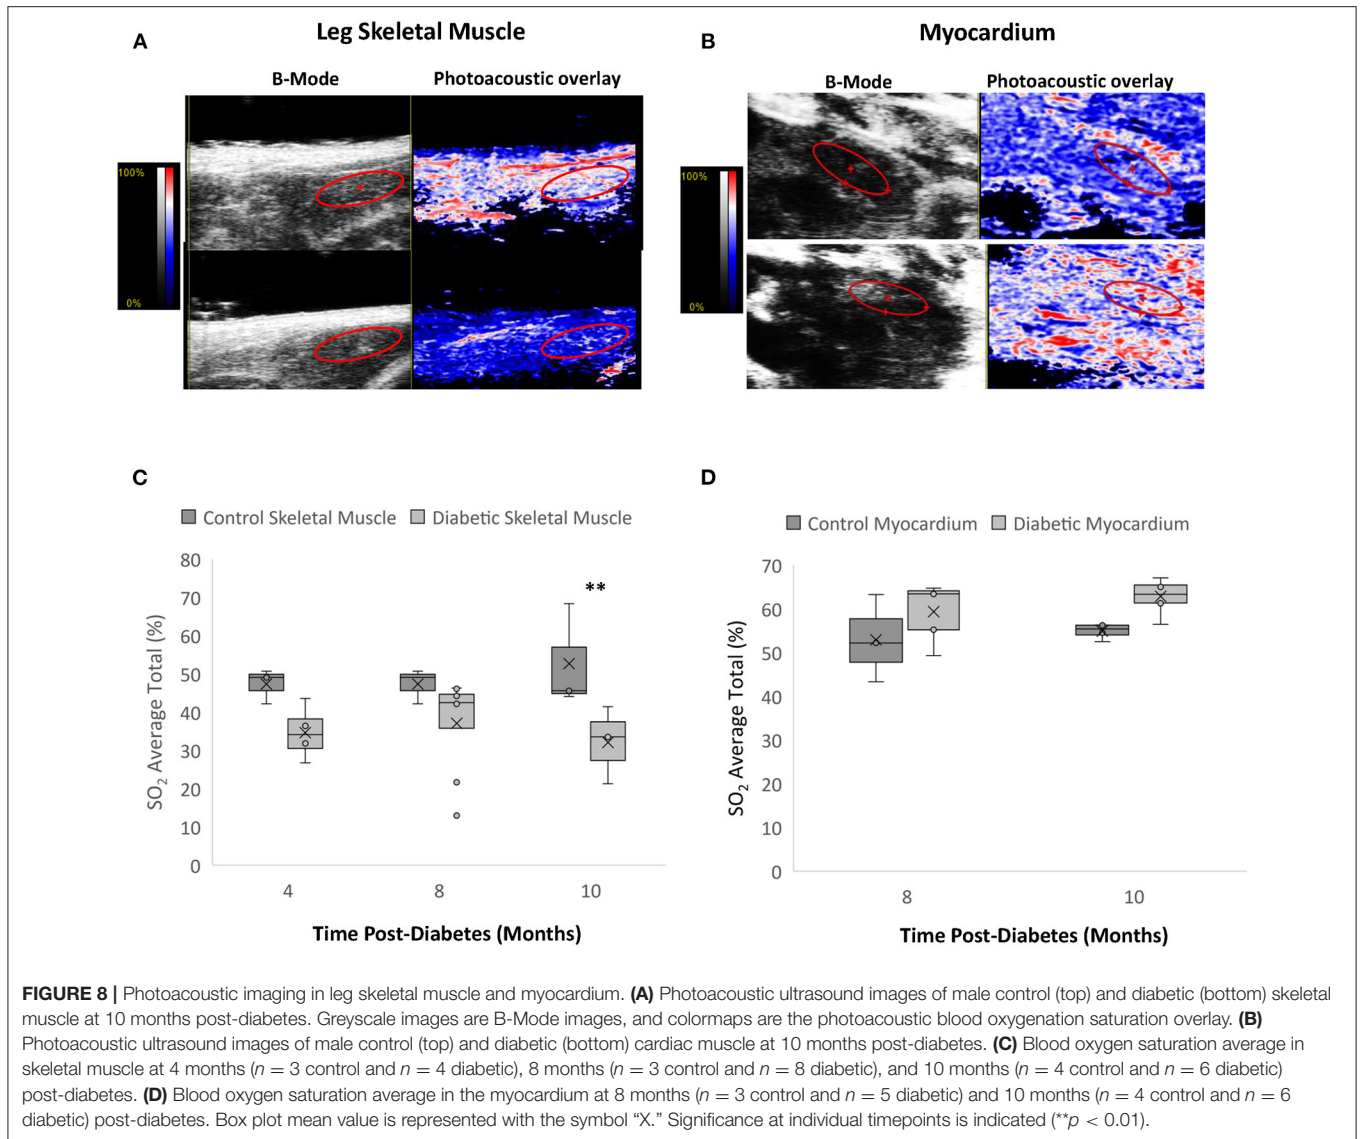 A
Leg Skeletal Muscle
B-Mode
Photoacoustic overlay
100%
0%
B
Myocardium
B-Mode
Photoacoustic overlay
100%
0%
C
Control Skeletal Muscle
Diabetic Skeletal Muscle
**
SO2 Average Total (%)
80
70
60
50
40
30
20
10
0
4
8
10
Time Post-Diabetes (Months)
D
Control Myocardium
Diabetic Myocardium
SO2 Average Total (%)
70
60
50
40
30
20
10
0
8
10
Time Post-Diabetes (Months)
FIGURE 8 | Photoacoustic imaging in leg skeletal muscle and myocardium. (A) Photoacoustic ultrasound images of male control (top) and diabetic (bottom) skeletal
muscle at 10 months post-diabetes. Greyscale images are B-Mode images, and colormaps are the photoacoustic blood oxygenation saturation overlay. (B)
Photoacoustic ultrasound images of male control (top) and diabetic (bottom) cardiac muscle at 10 months post-diabetes. (C) Blood oxygen saturation average in
skeletal muscle at 4 months (n = 3 control and n = 4 diabetic), 8 months (n = 3 control and n = 8 diabetic), and 10 months (n = 4 control and n = 6 diabetic)
post-diabetes. (D) Blood oxygen saturation average in the myocardium at 8 months (n = 3 control and n = 5 diabetic) and 10 months (n = 4 control and n = 6
diabetic) post-diabetes. Box plot mean value is represented with the symbol “X.” Significance at individual timepoints is indicated (**p < 0.01).